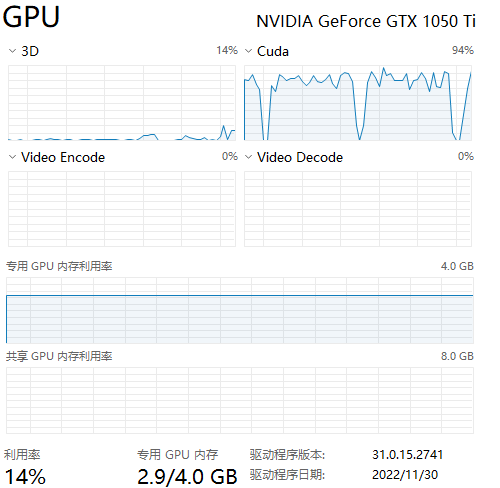 GPU NVIDIA GeForce GTX 1050 Ti
3D 14% Cuda 94%
Video Encode 0% Video Decode 0%
专用 GPU 内存利用率 4.0 GB
共享 GPU 内存利用率 8.0 GB
利用率 专用 GPU 内存 驱动程序版本: 31.0.15.2741
14% 2.9/4.0 GB 驱动程序日期: 2022/11/30